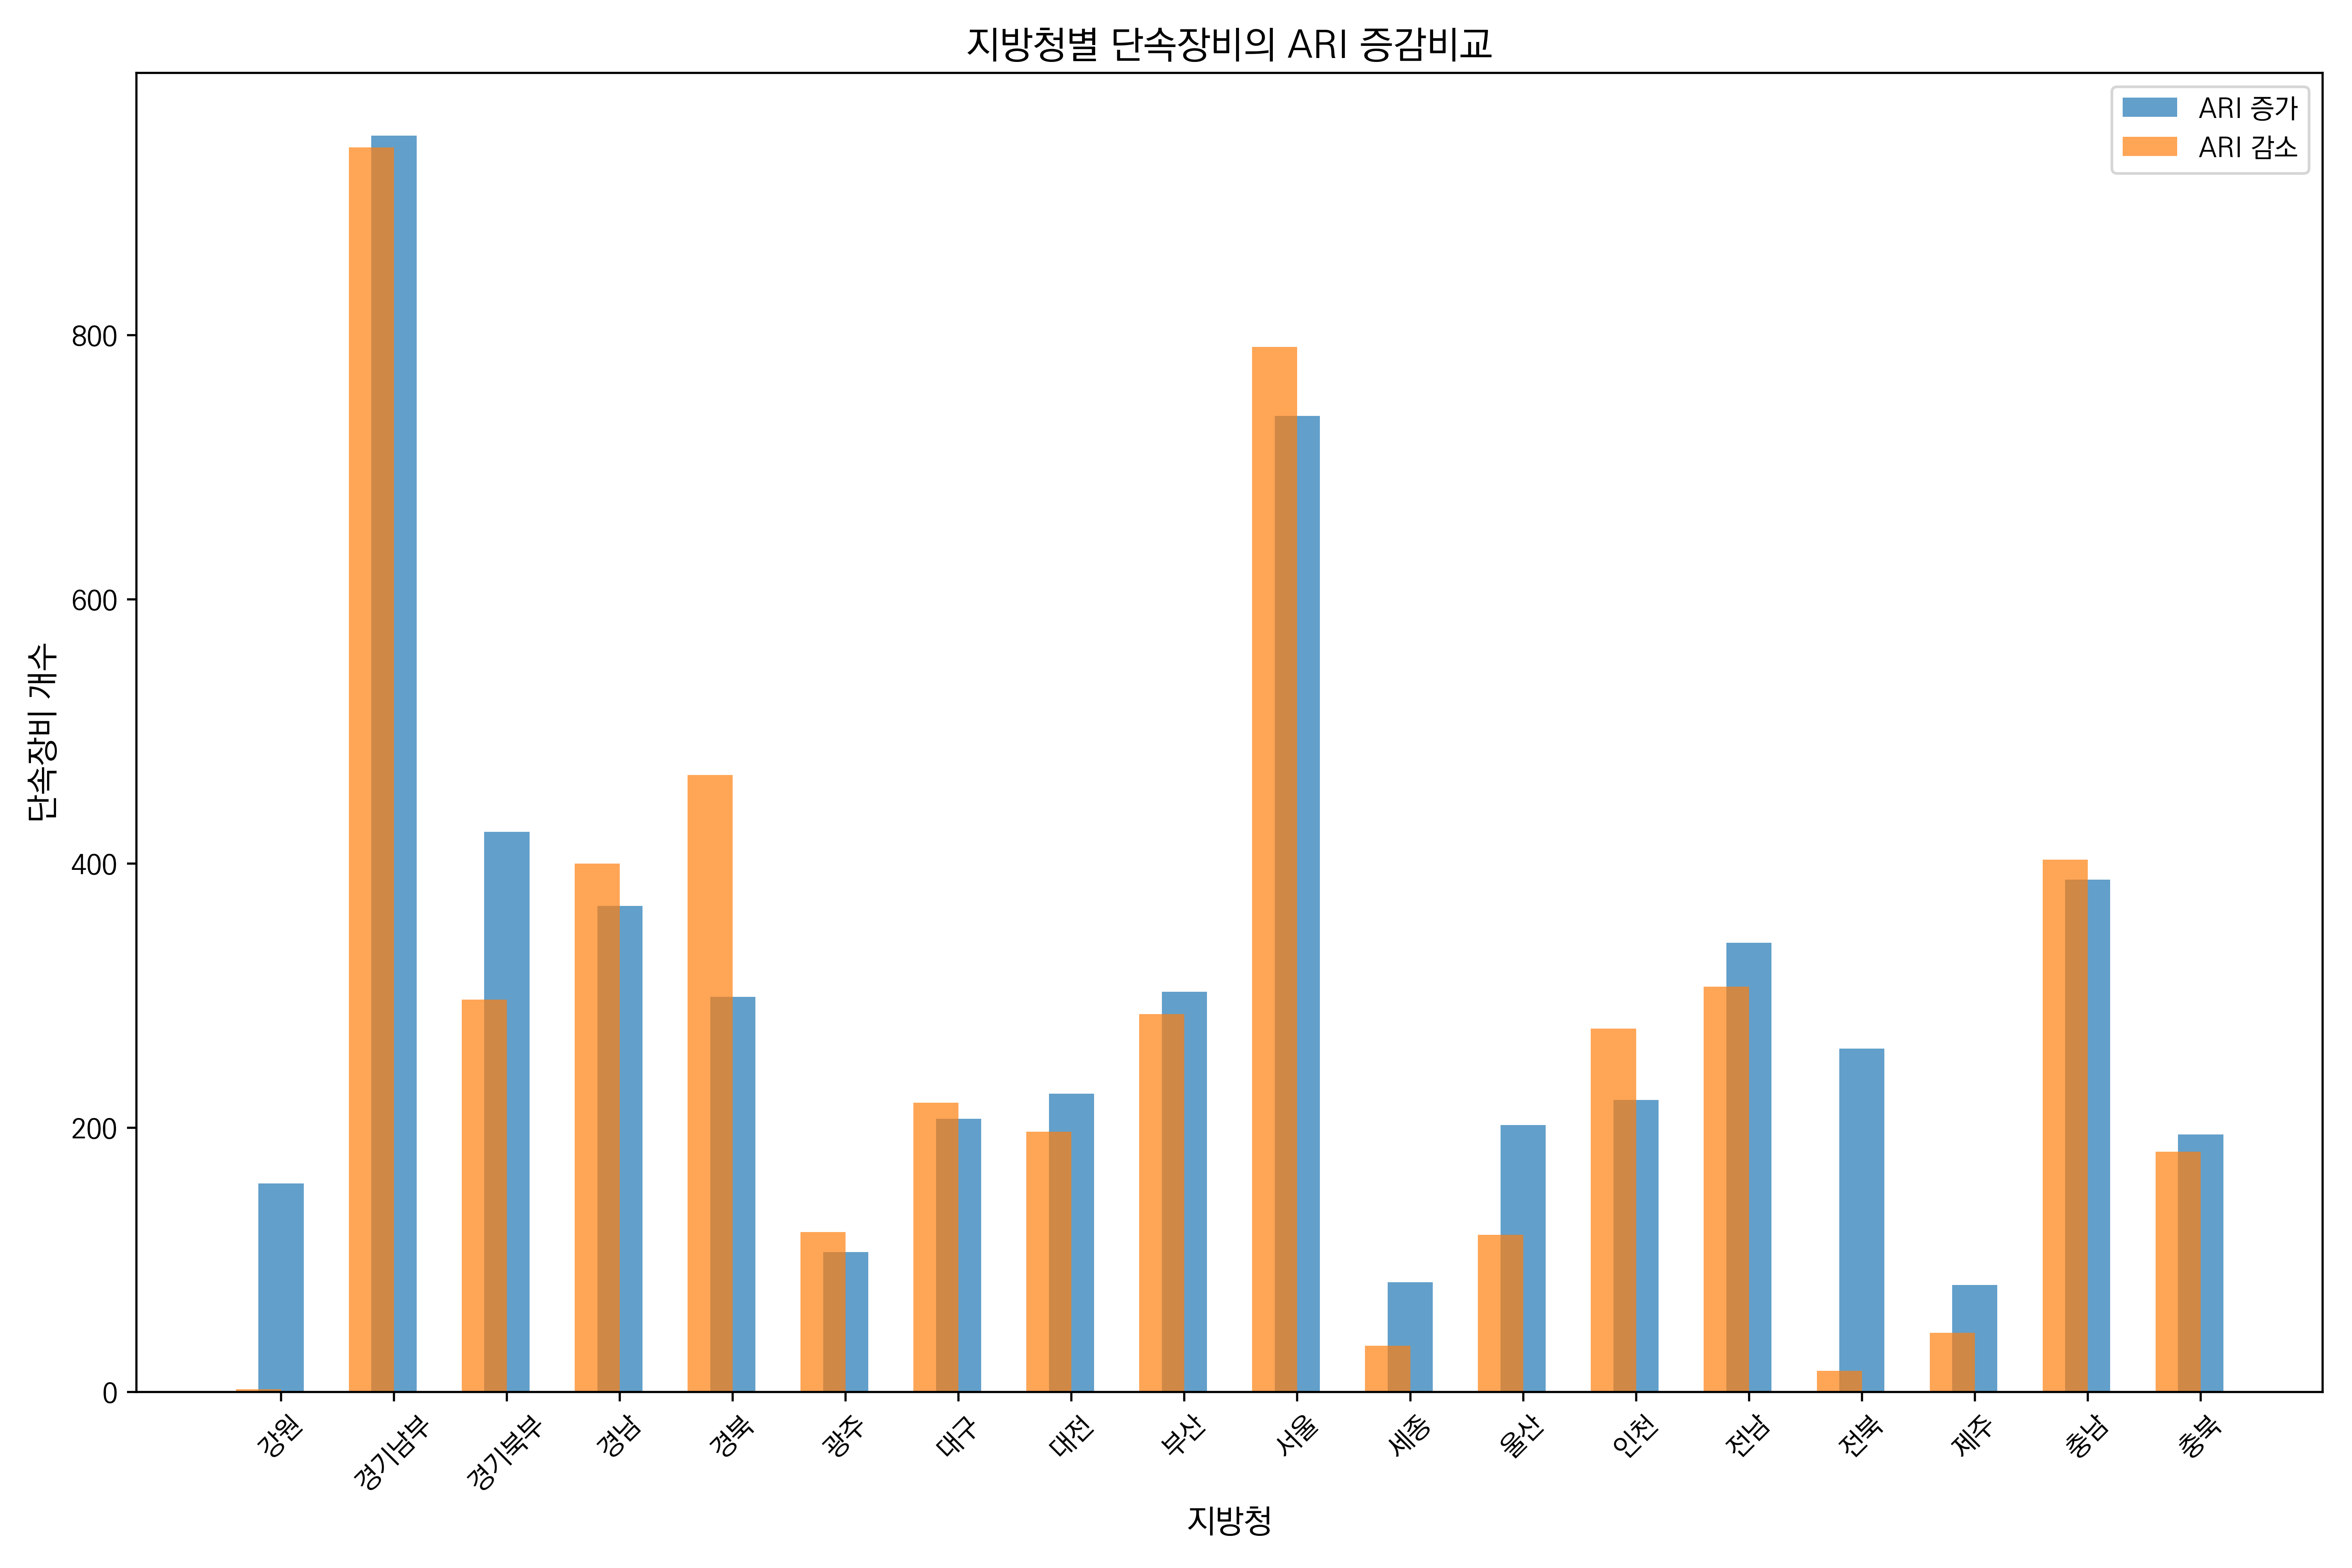 지방청별 단속장비의 ARI 증감비교
ARI 증가
ARI 감소
단속장비 개수
800
600
400
200
0
강원
경기남부
경기북부
경남
경북
광주
대구
대전
부산
서울
세종
울산
인천
전남
전북
제주
충남
충북
지방청